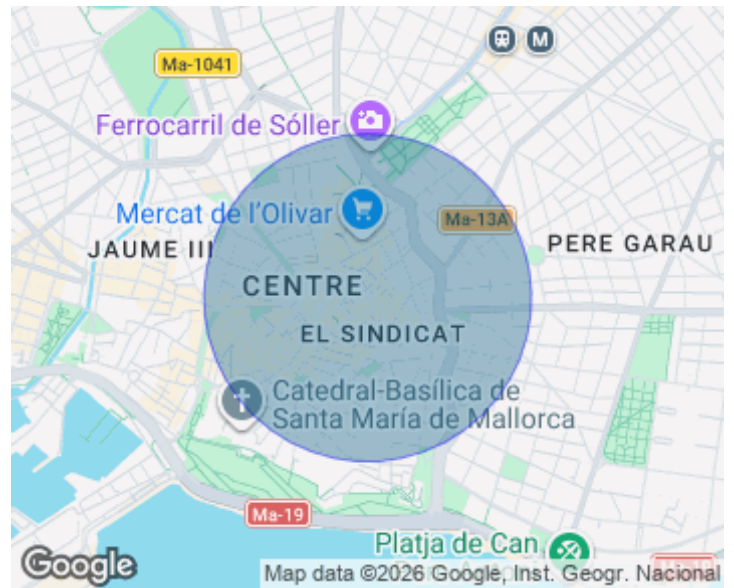 M
Ma-1041
Ferrocarril de Sóller
Mercat de l'Olivar
Ma-13A
JAUME III
PERE GARAU
CENTRE
EL SINDICAT
Catedral-Basílica de
Santa María de Mallorca
Ma-19
Platja de Can
Google
Map data ©2026 Google, Inst. Geogr. Nacional